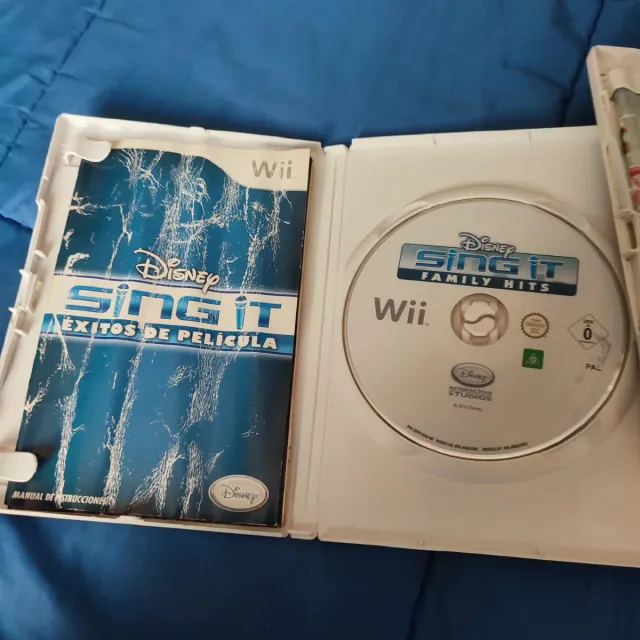 Wii
Disney
SiNG iT
ÉXITOS DE PELÍCULA
MANUAL DE INSTRUCCIONES
Disney
Disney
SiNG iT
FAMILY HITS
Wii
0
PAL
Disney
INTERACTIVE
STUDIOS